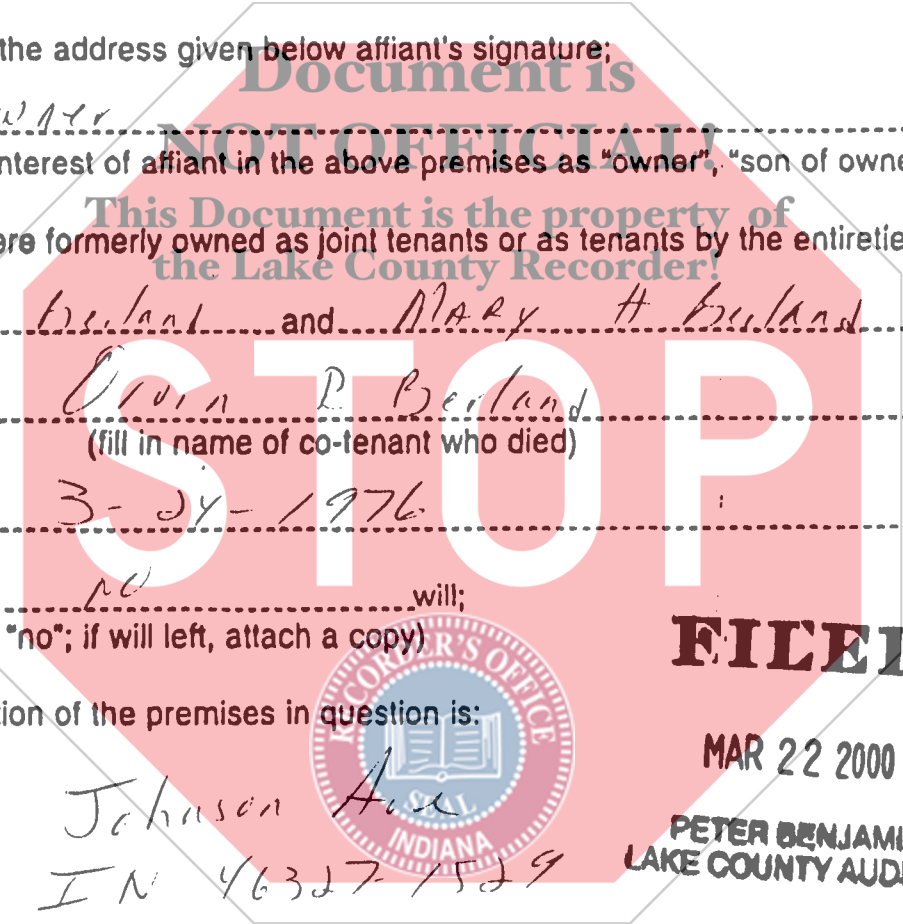 the address given below affiant's signature;
Document is
NOT OFFICIAL!
interest of affiant in the above premises as "owner", "son of owne
This Document is the property of
ere formerly owned as joint tenants or as tenants by the entiretie
the Lake County Recorder!
Berland and MARY H Berland
STOP
Orvin R Berland
(fill in name of co-tenant who died)
3-24-1976
NO will;
"no"; if will left, attach a copy)
FILED
RECORDER'S OFFICE
SEAL
INDIANA
tion of the premises in question is:
MAR 22 2000
Johnson Ave
PETER BENJAMI
LAKE COUNTY AUD
IN 46327-1529